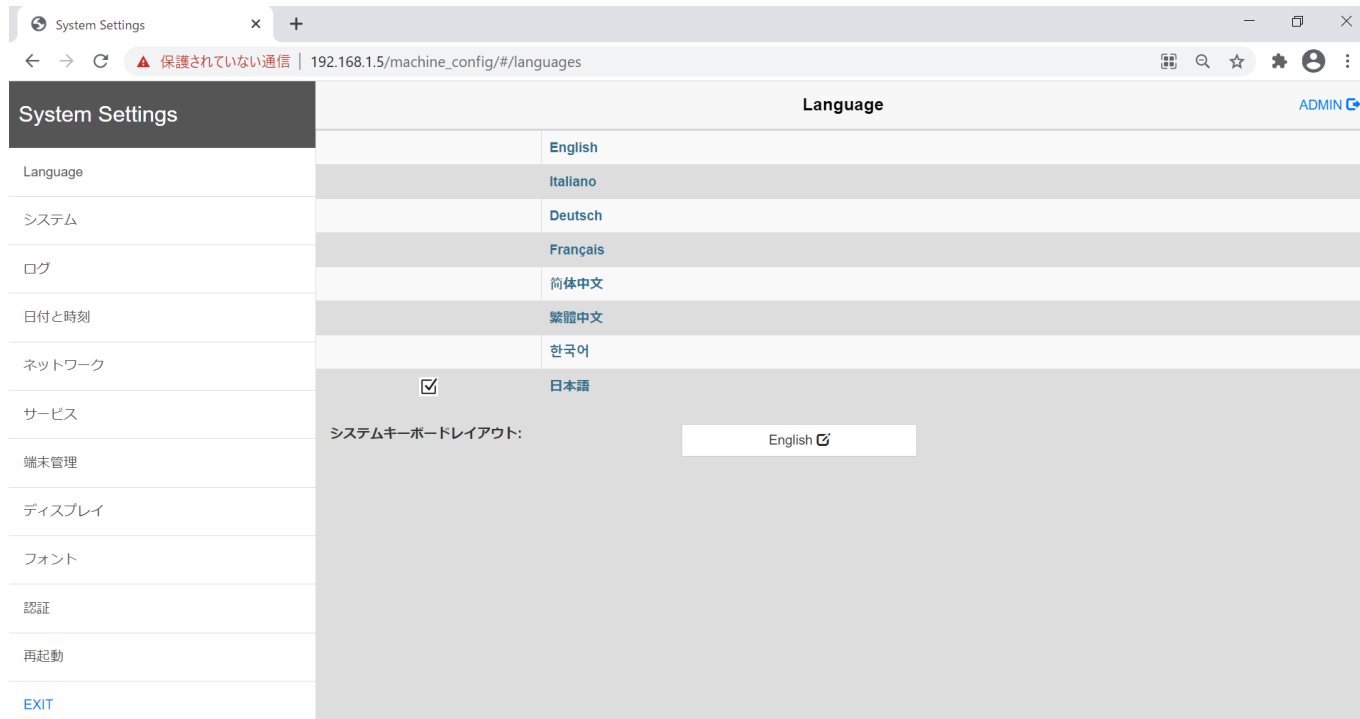 System Settings
保護されていない通信 | 192.168.1.5/machine_config/#/languages
System Settings
Language
ADMIN
Language
システム
ログ
日付と時刻
ネットワーク
サービス
端末管理
ディスプレイ
フォント
認証
再起動
EXIT
English
Italiano
Deutsch
Français
简体中文
繁體中文
한국어
日本語
システムキーボードレイアウト:
English